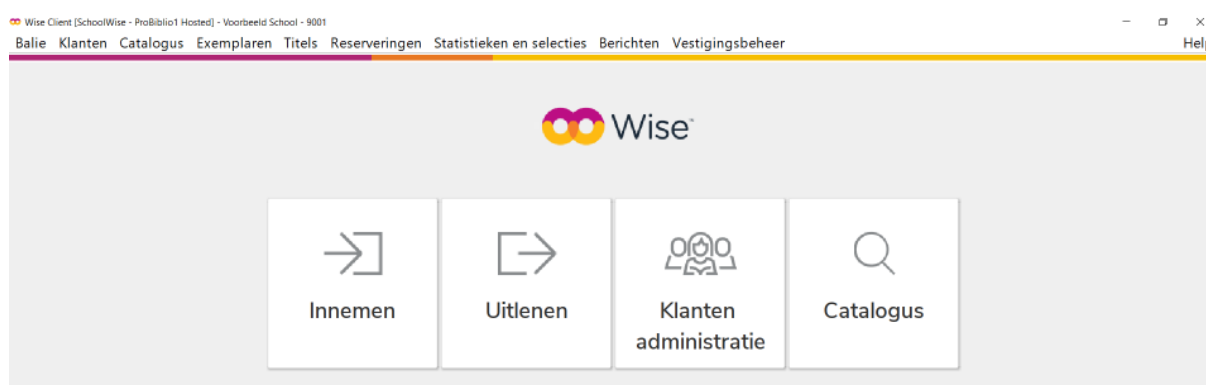 Wise Client [SchoolWise - ProBiblio1 Hosted] - Voorbeeld School - 9001
Balie Klanten Catalogus Exemplaren Titels Reserveringen Statistieken en selecties Berichten Vestigingsbeheer Help
Wise
Innemen Uitlenen Klanten administratie Catalogus